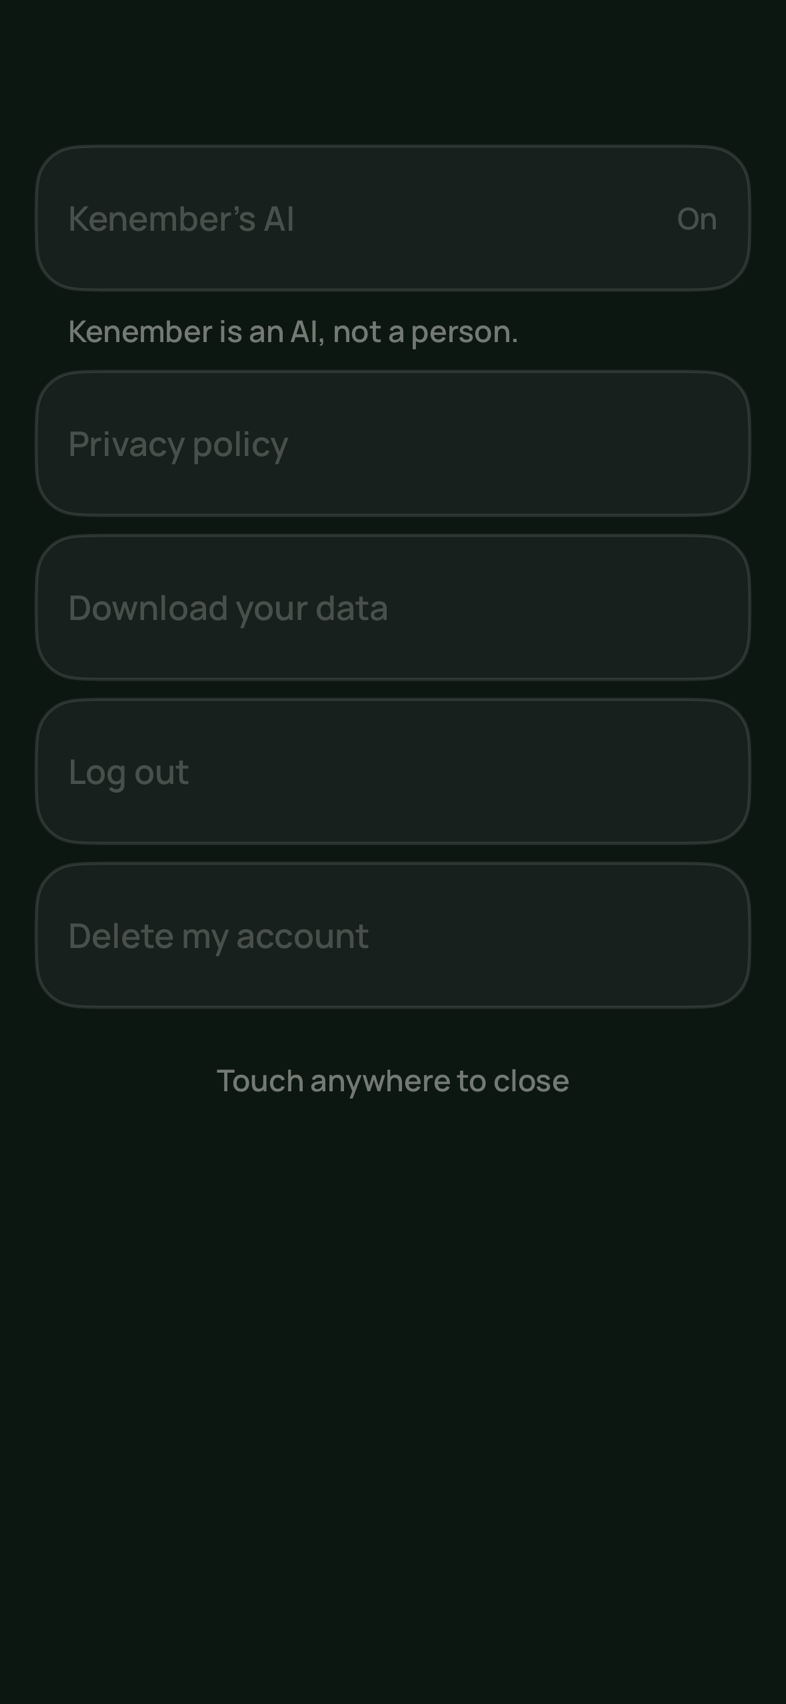 Kenember’s AI
On
Kenember is an AI, not a person.
Privacy policy
Download your data
Log out
Delete my account
Touch anywhere to close